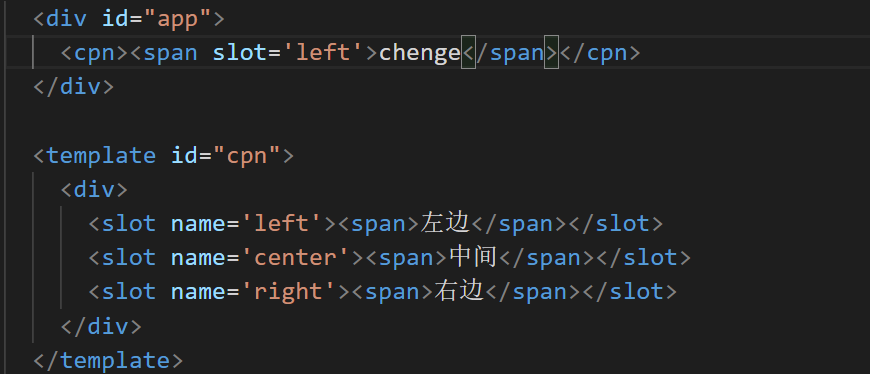 <div id="app">
<cpn><span slot='left'>chenge</span></cpn>
</div>
<template id="cpn">
<div>
<slot name='left'><span>左边</span></slot>
<slot name='center'><span>中间</span></slot>
<slot name='right'><span>右边</span></slot>
</div>
</template>